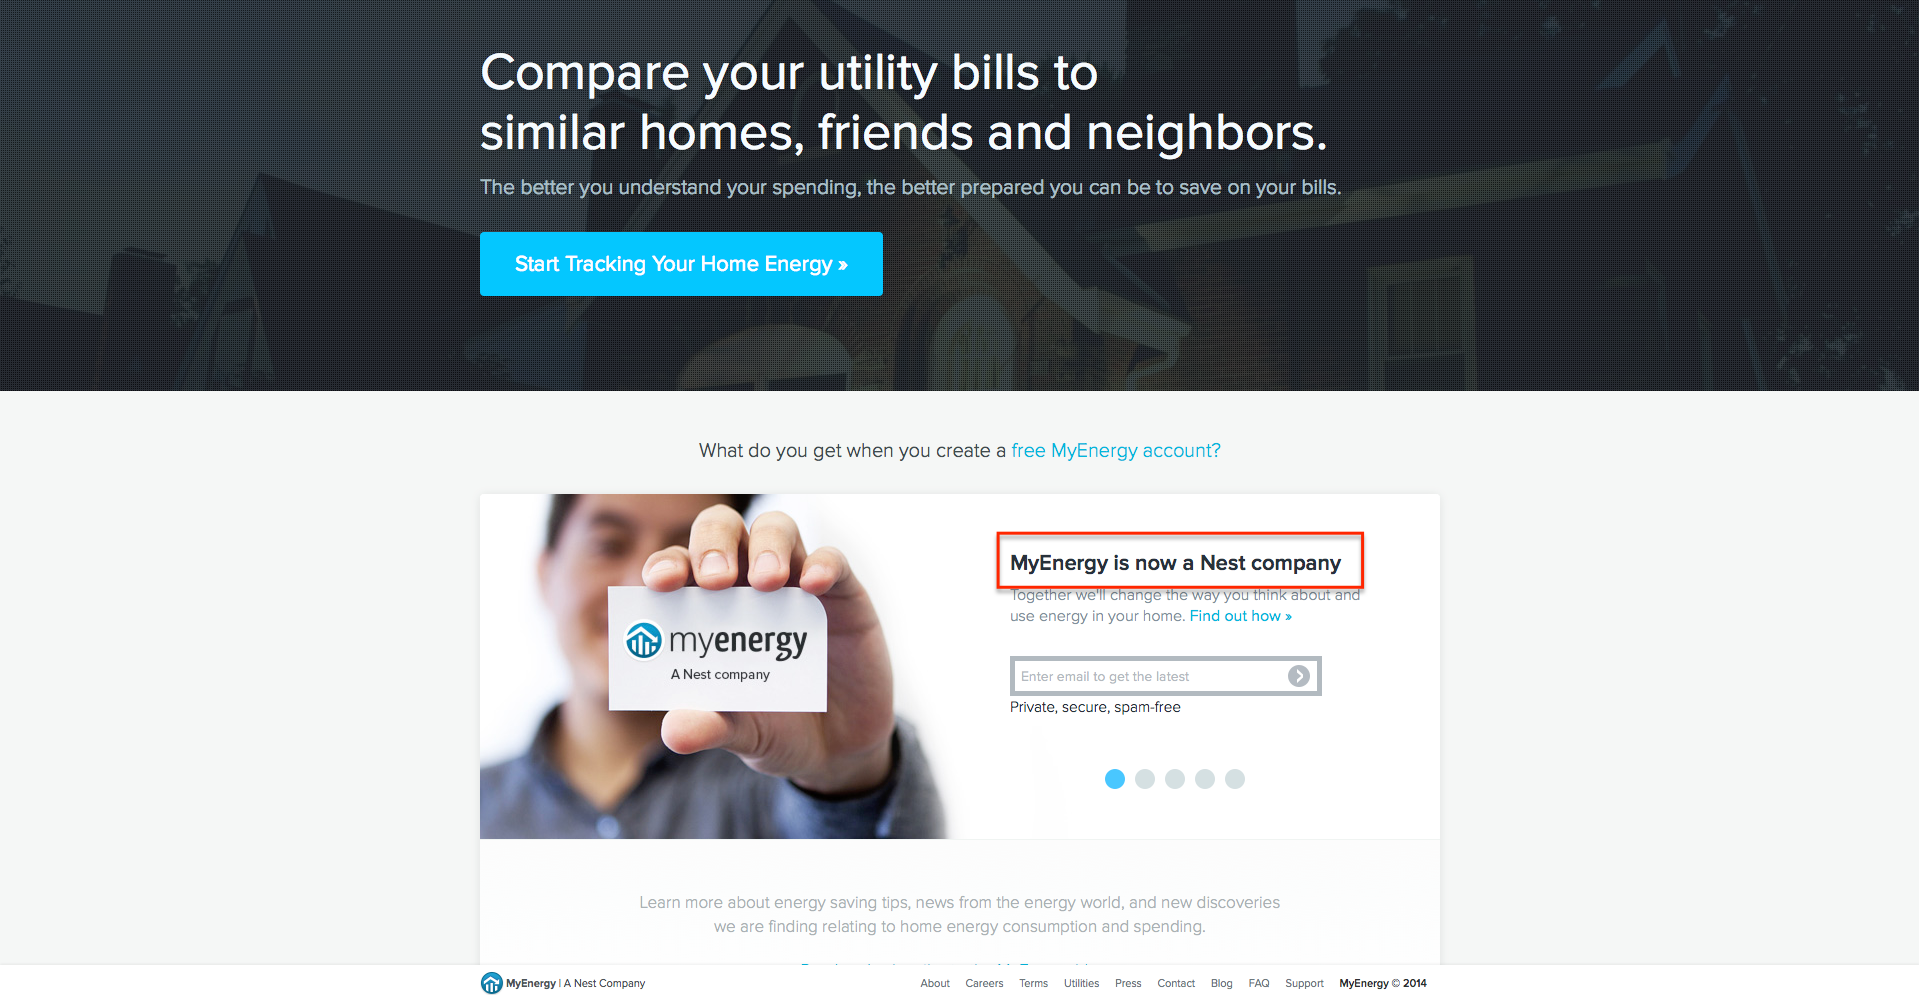 Compare your utility bills to
similar homes, friends and neighbors.
The better you understand your spending, the better prepared you can be to save on your bills.
Start Tracking Your Home Energy »
What do you get when you create a free MyEnergy account?
myenergy
A Nest company
MyEnergy is now a Nest company
Together we'll change the way you think about and
use energy in your home. Find out how »
Enter email to get the latest
Private, secure, spam-free
Learn more about energy saving tips, news from the energy world, and new discoveries
we are finding relating to home energy consumption and spending.
MyEnergy | A Nest Company
About Careers Terms Utilities Press Contact Blog FAQ Support MyEnergy © 2014